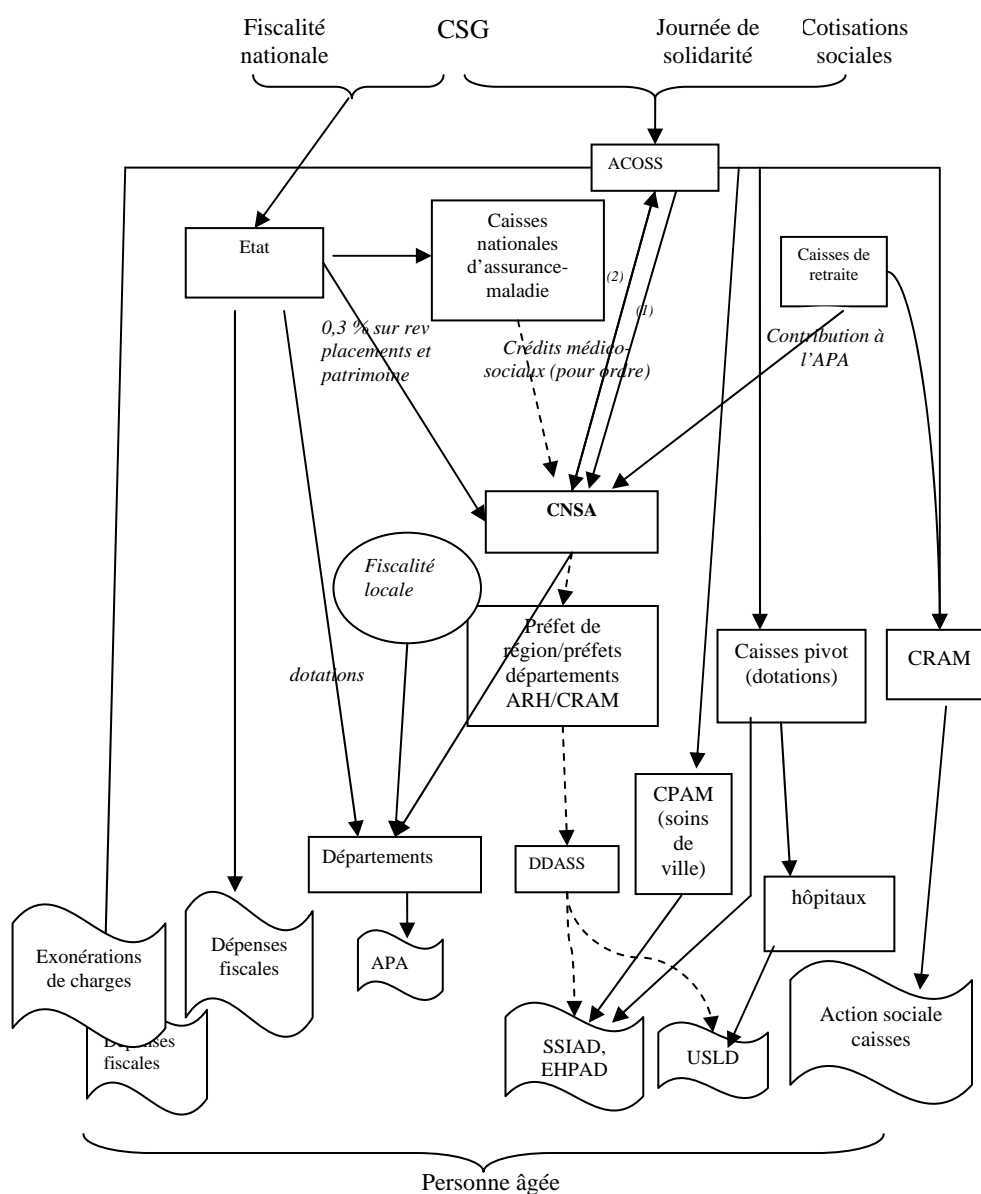 Fiscalité
nationale
CSG
Journée de
solidarité
Cotisations
sociales
ACOSS
Etat
Caisses
nationales
d'assurance-
maladie
Caisses de
retraite
(2)
(1)
0,3 % sur rev
placements et
patrimoine
Crédits médico-
sociaux (pour ordre)
Contribution à
l'APA
CNSA
Fiscalité
locale
dotations
Préfet de
région/préfets
départements
ARH/CRAM
Caisses pivot
(dotations)
CRAM
CPAM
(soins
de
ville)
Départements
DDASS
hôpitaux
Exonérations
de charges
Dépenses
fiscales
APA
Dépenses
fiscales
SSIAD,
EHPAD
USLD
Action sociale
caisses
Personne âgée